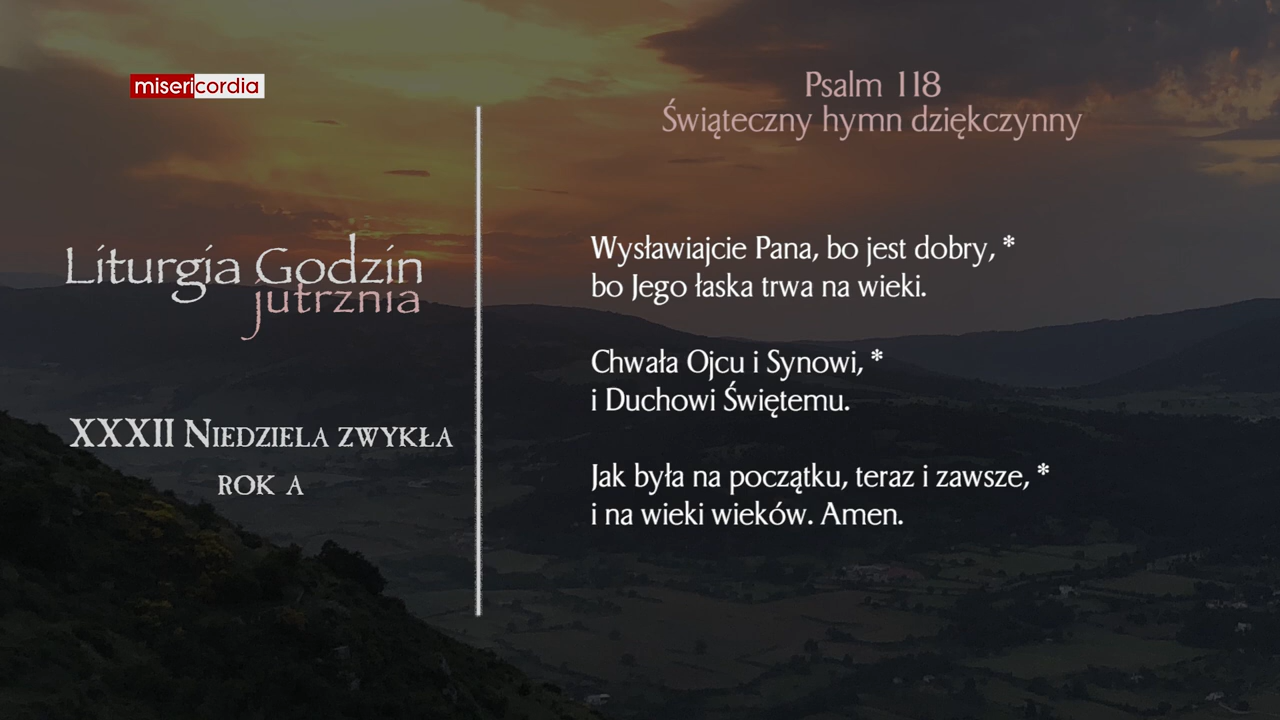 misericordia
Liturgia Godzin
jutrznia
XXXII Niedziela zwykła
rok A
Psalm 118
Świąteczny hymn dziękczynny
Wysławiajcie Pana, bo jest dobry, *
bo Jego łaska trwa na wieki.
Chwała Ojcu i Synowi, *
i Duchowi Świętemu.
Jak była na początku, teraz i zawsze, *
i na wieki wieków. Amen.